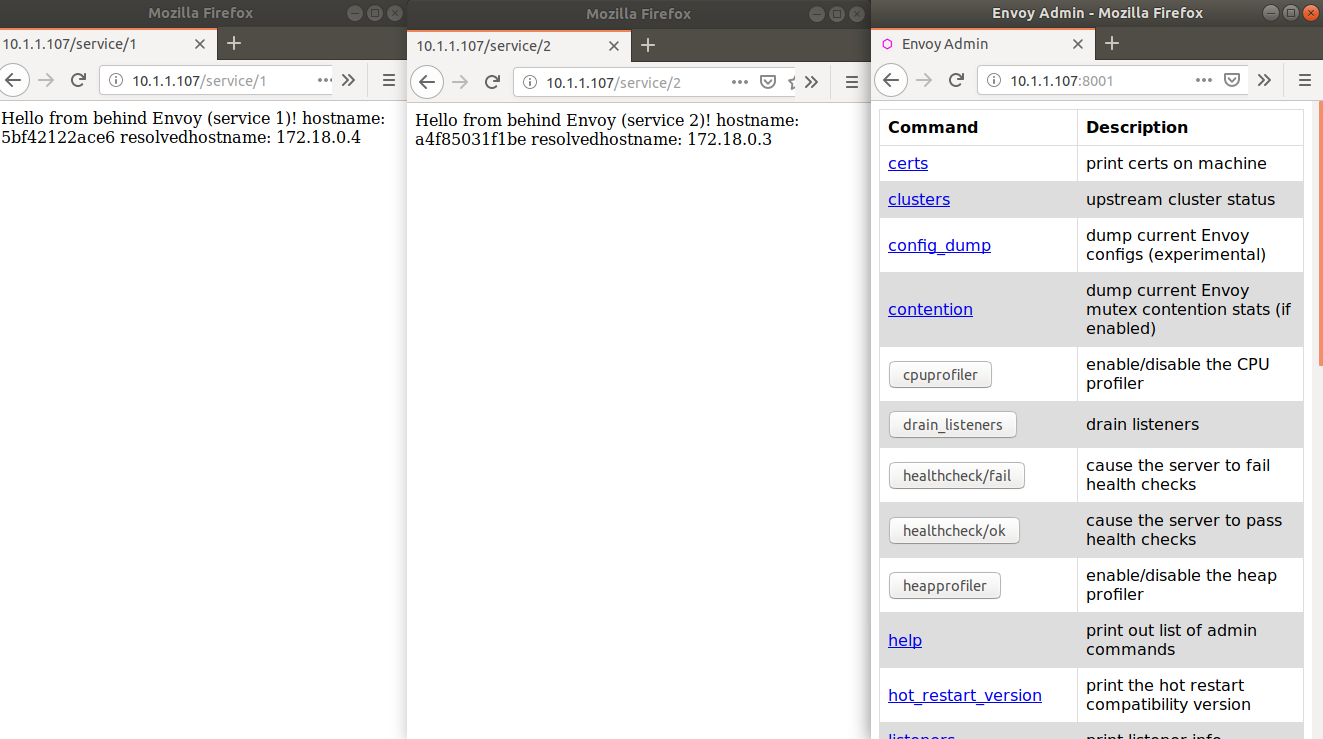 Mozilla Firefox
10.1.1.107/service/1
10.1.1.107/service/1
Hello from behind Envoy (service 1)! hostname:
5bf42122ace6 resolvedhostname: 172.18.0.4
Mozilla Firefox
10.1.1.107/service/2
10.1.1.107/service/2
Hello from behind Envoy (service 2)! hostname:
a4f85031f1be resolvedhostname: 172.18.0.3
Envoy Admin - Mozilla Firefox
Envoy Admin
10.1.1.107:8001
Command Description
certs print certs on machine
clusters upstream cluster status
config_dump dump current Envoy
configs (experimental)
contention dump current Envoy
mutex contention stats (if
enabled)
cpuprofiler enable/disable the CPU
profiler
drain_listeners drain listeners
healthcheck/fail cause the server to fail
health checks
healthcheck/ok cause the server to pass
health checks
heapprofiler enable/disable the heap
profiler
help print out list of admin
commands
hot_restart_version print the hot restart
compatibility version
listeners print listener info